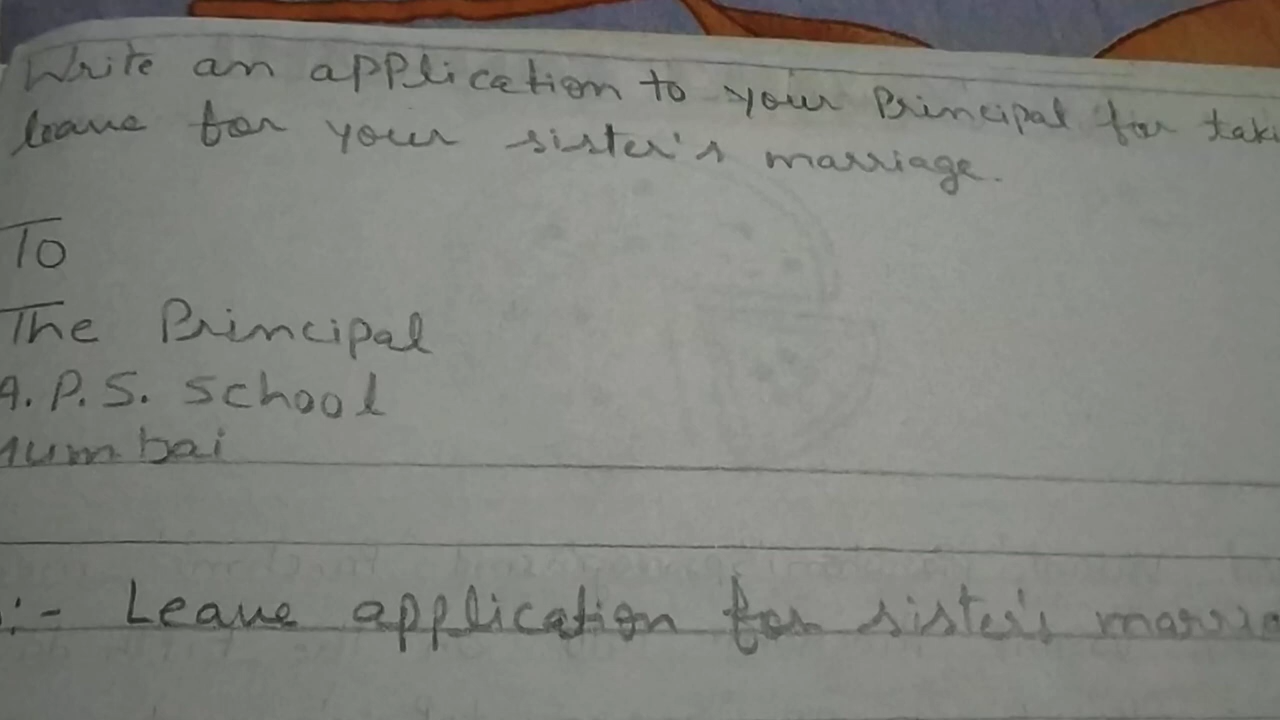 Write an application to your Principal for taki
leave for your sister's marriage.
To
The Principal
A.P.S. School
Mumbai
:- Leave application for sister's marria